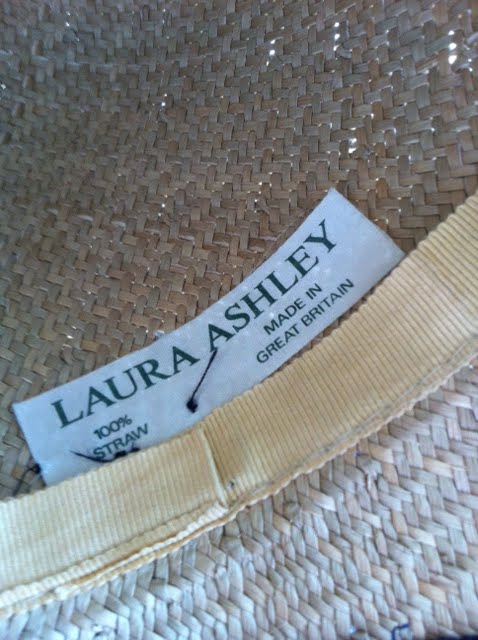 LAURA ASHLEY
100%
STRAW
MADE IN
GREAT BRITAIN